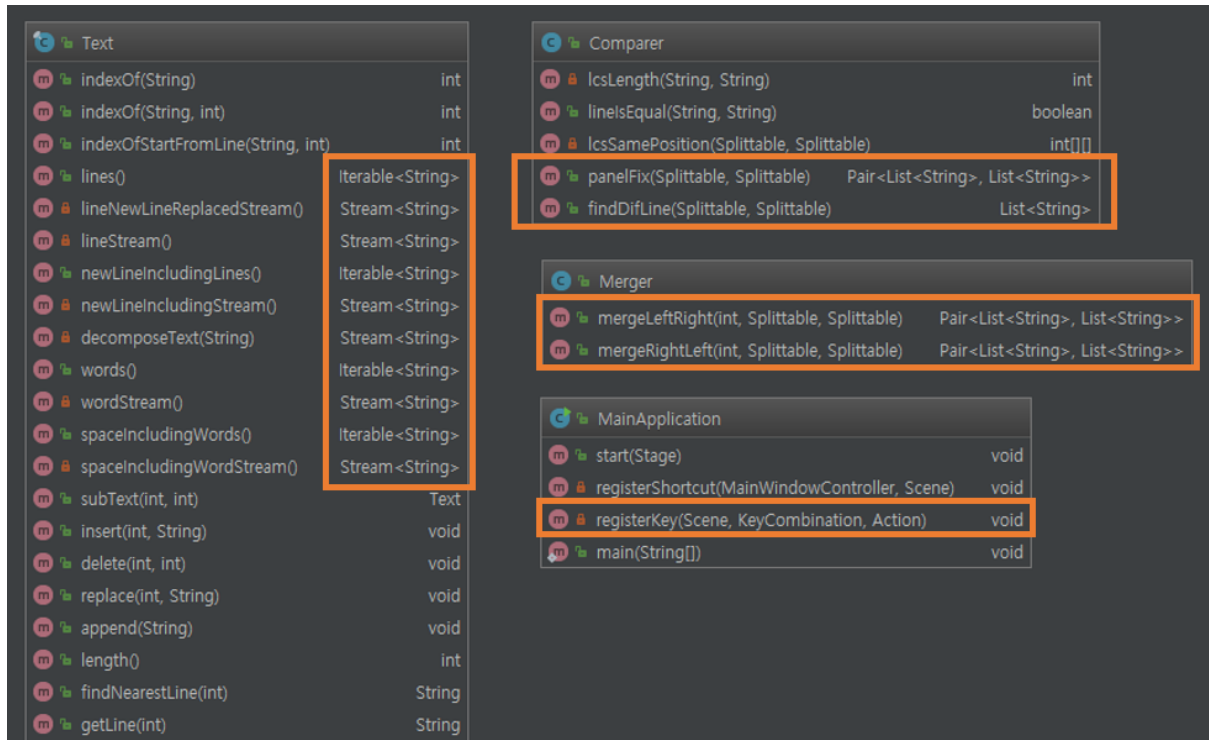 Text
indexOf(String) int
indexOf(String, int) int
indexOfStartFromLine(String, int) int
lines() Iterable<String>
lineNewLineReplacedStream() Stream<String>
lineStream() Stream<String>
newLineIncludingLines() Iterable<String>
newLineIncludingStream() Stream<String>
decomposeText(String) Stream<String>
words() Iterable<String>
wordStream() Stream<String>
spaceIncludingWords() Iterable<String>
spaceIncludingWordStream() Stream<String>
subText(int, int) Text
insert(int, String) void
delete(int, int) void
replace(int, String) void
append(String) void
length() int
findNearestLine(int) String
getLine(int) String
Comparer
lcsLength(String, String) int
lineIsEqual(String, String) boolean
lcsSamePosition(Splittable, Splittable) int[][]
panelFix(Splittable, Splittable) Pair<List<String>, List<String>>
findDifLine(Splittable, Splittable) List<String>
Merger
mergeLeftRight(int, Splittable, Splittable) Pair<List<String>, List<String>>
mergeRightLeft(int, Splittable, Splittable) Pair<List<String>, List<String>>
MainApplication
start(Stage) void
registerShortcut(MainWindowController, Scene) void
registerKey(Scene, KeyCombination, Action) void
main(String[]) void